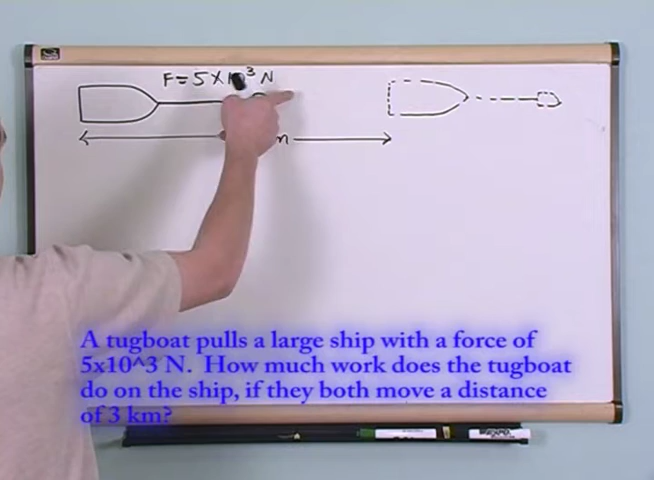 F = 5 X 10³ N
m
A tugboat pulls a large ship with a force of
5x10^3 N. How much work does the tugboat
do on the ship, if they both move a distance
of 3 km?